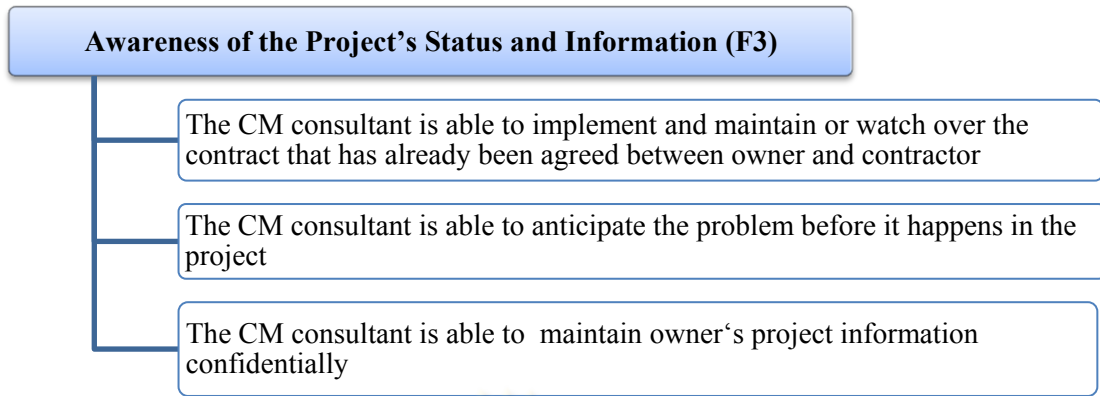 Awareness of the Project’s Status and Information (F3)
The CM consultant is able to implement and maintain or watch over the
contract that has already been agreed between owner and contractor
The CM consultant is able to anticipate the problem before it happens in the
project
The CM consultant is able to  maintain owner‘s project information
confidentially